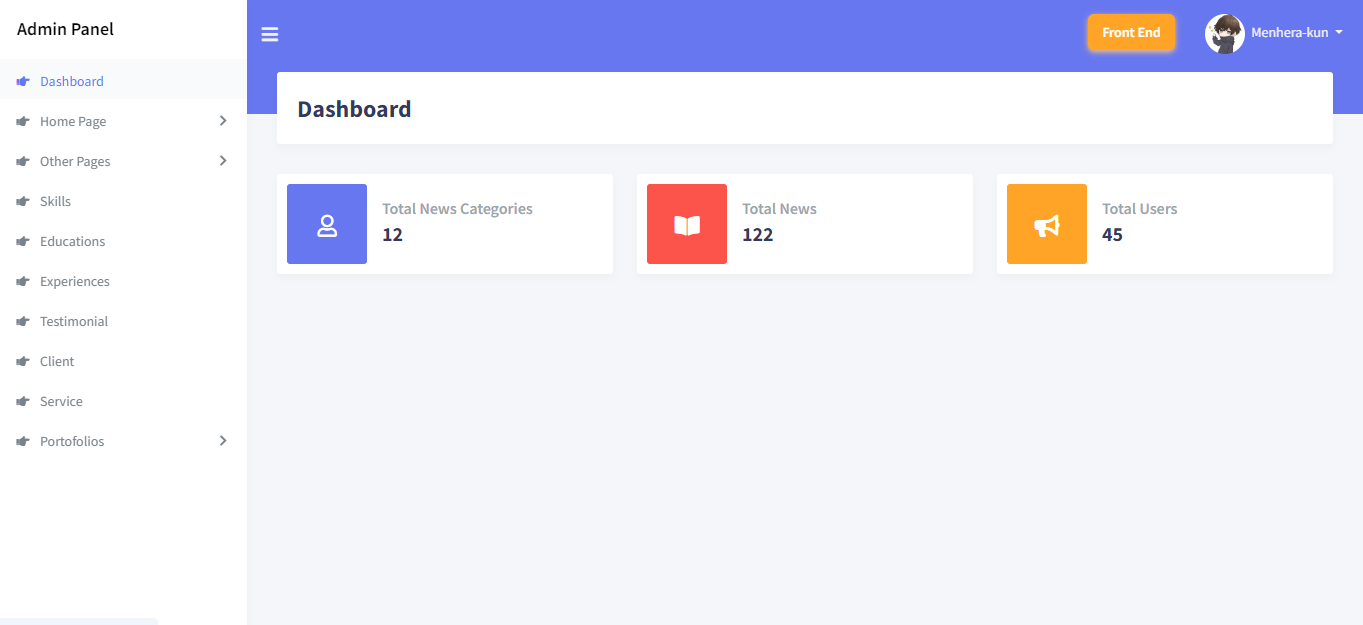 Admin Panel
Front End
Menhera-kun
Dashboard
Home Page
Other Pages
Skills
Educations
Experiences
Testimonial
Client
Service
Portofolios
Dashboard
Total News Categories
12
Total News
122
Total Users
45